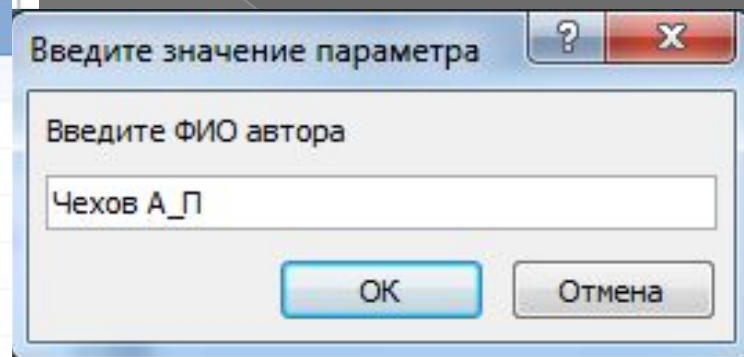 Введите значение параметра
Введите ФИО автора
Чехов А_П
ОК
Отмена